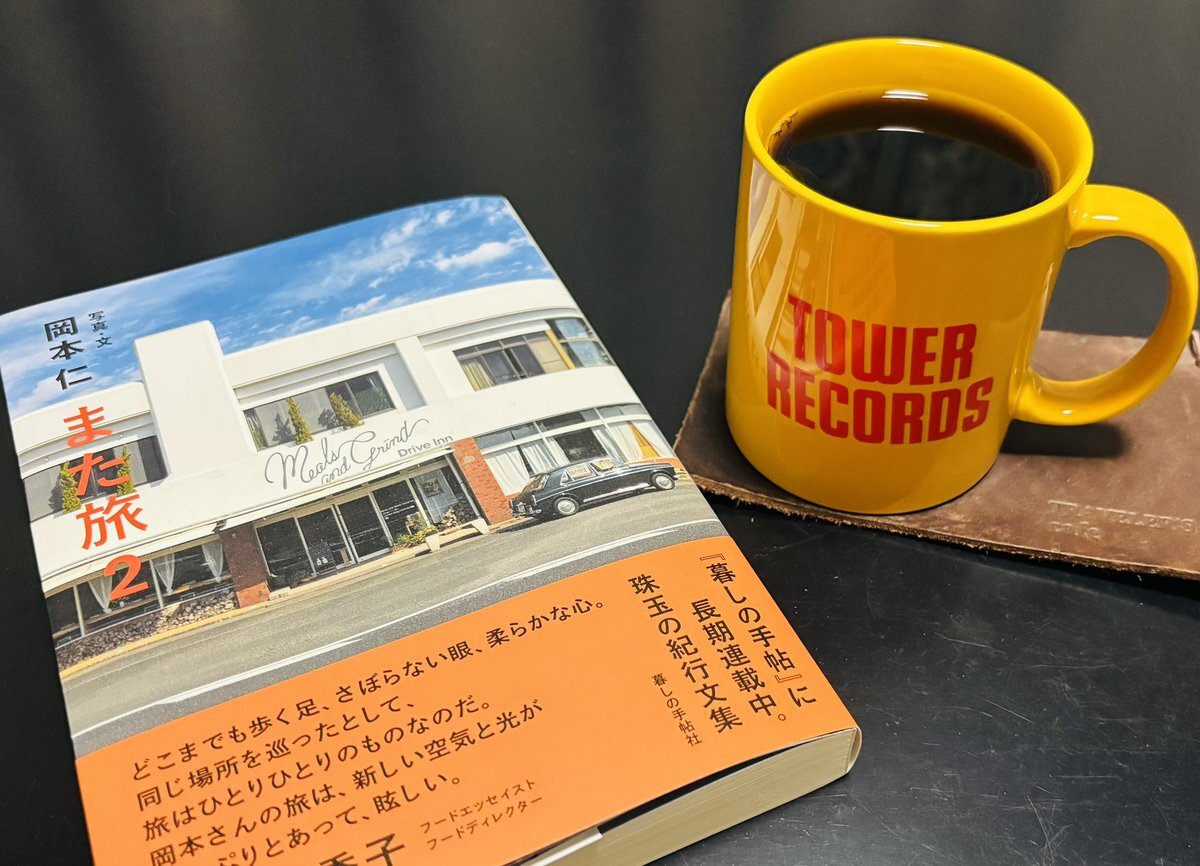 写真・文
岡本仁
また旅2
Meals
and Grind
Drive Inn
『暮しの手帖』に
長期連載中。
珠玉の紀行文集
暮しの手帖社
どこまでも歩く足、さぼらない眼、柔らかな心。
同じ場所を巡ったとして、
旅はひとりひとりのものなのだ。
岡本さんの旅は、新しい空気と光が
ぷりとあって、眩しい。
フードエッセイスト
フードディレクター
TOWER
RECORDS
TRAVELER'S